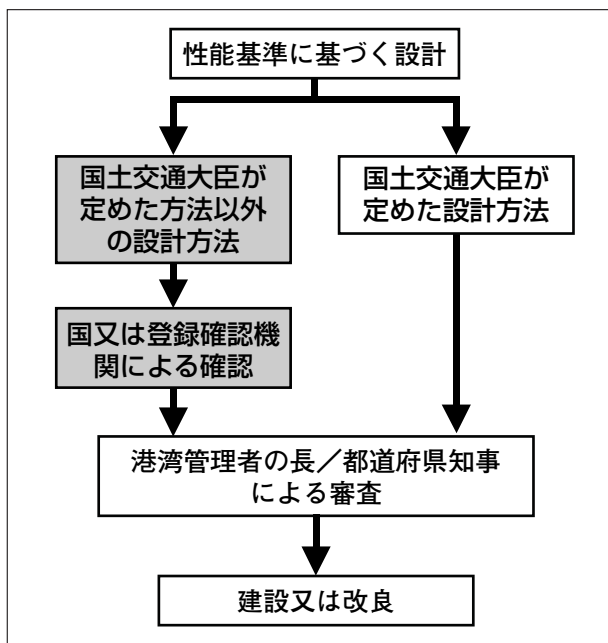 性能基準に基づく設計
国土交通大臣が
定めた方法以外
の設計方法
国土交通大臣が
定めた設計方法
国又は登録確認機
関による確認
港湾管理者の長／都道府県知事
による審査
建設又は改良